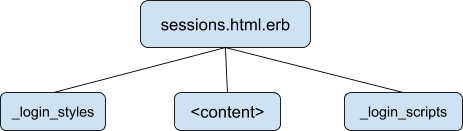 sessions.html.erb
_login_styles
<content>
_login_scripts